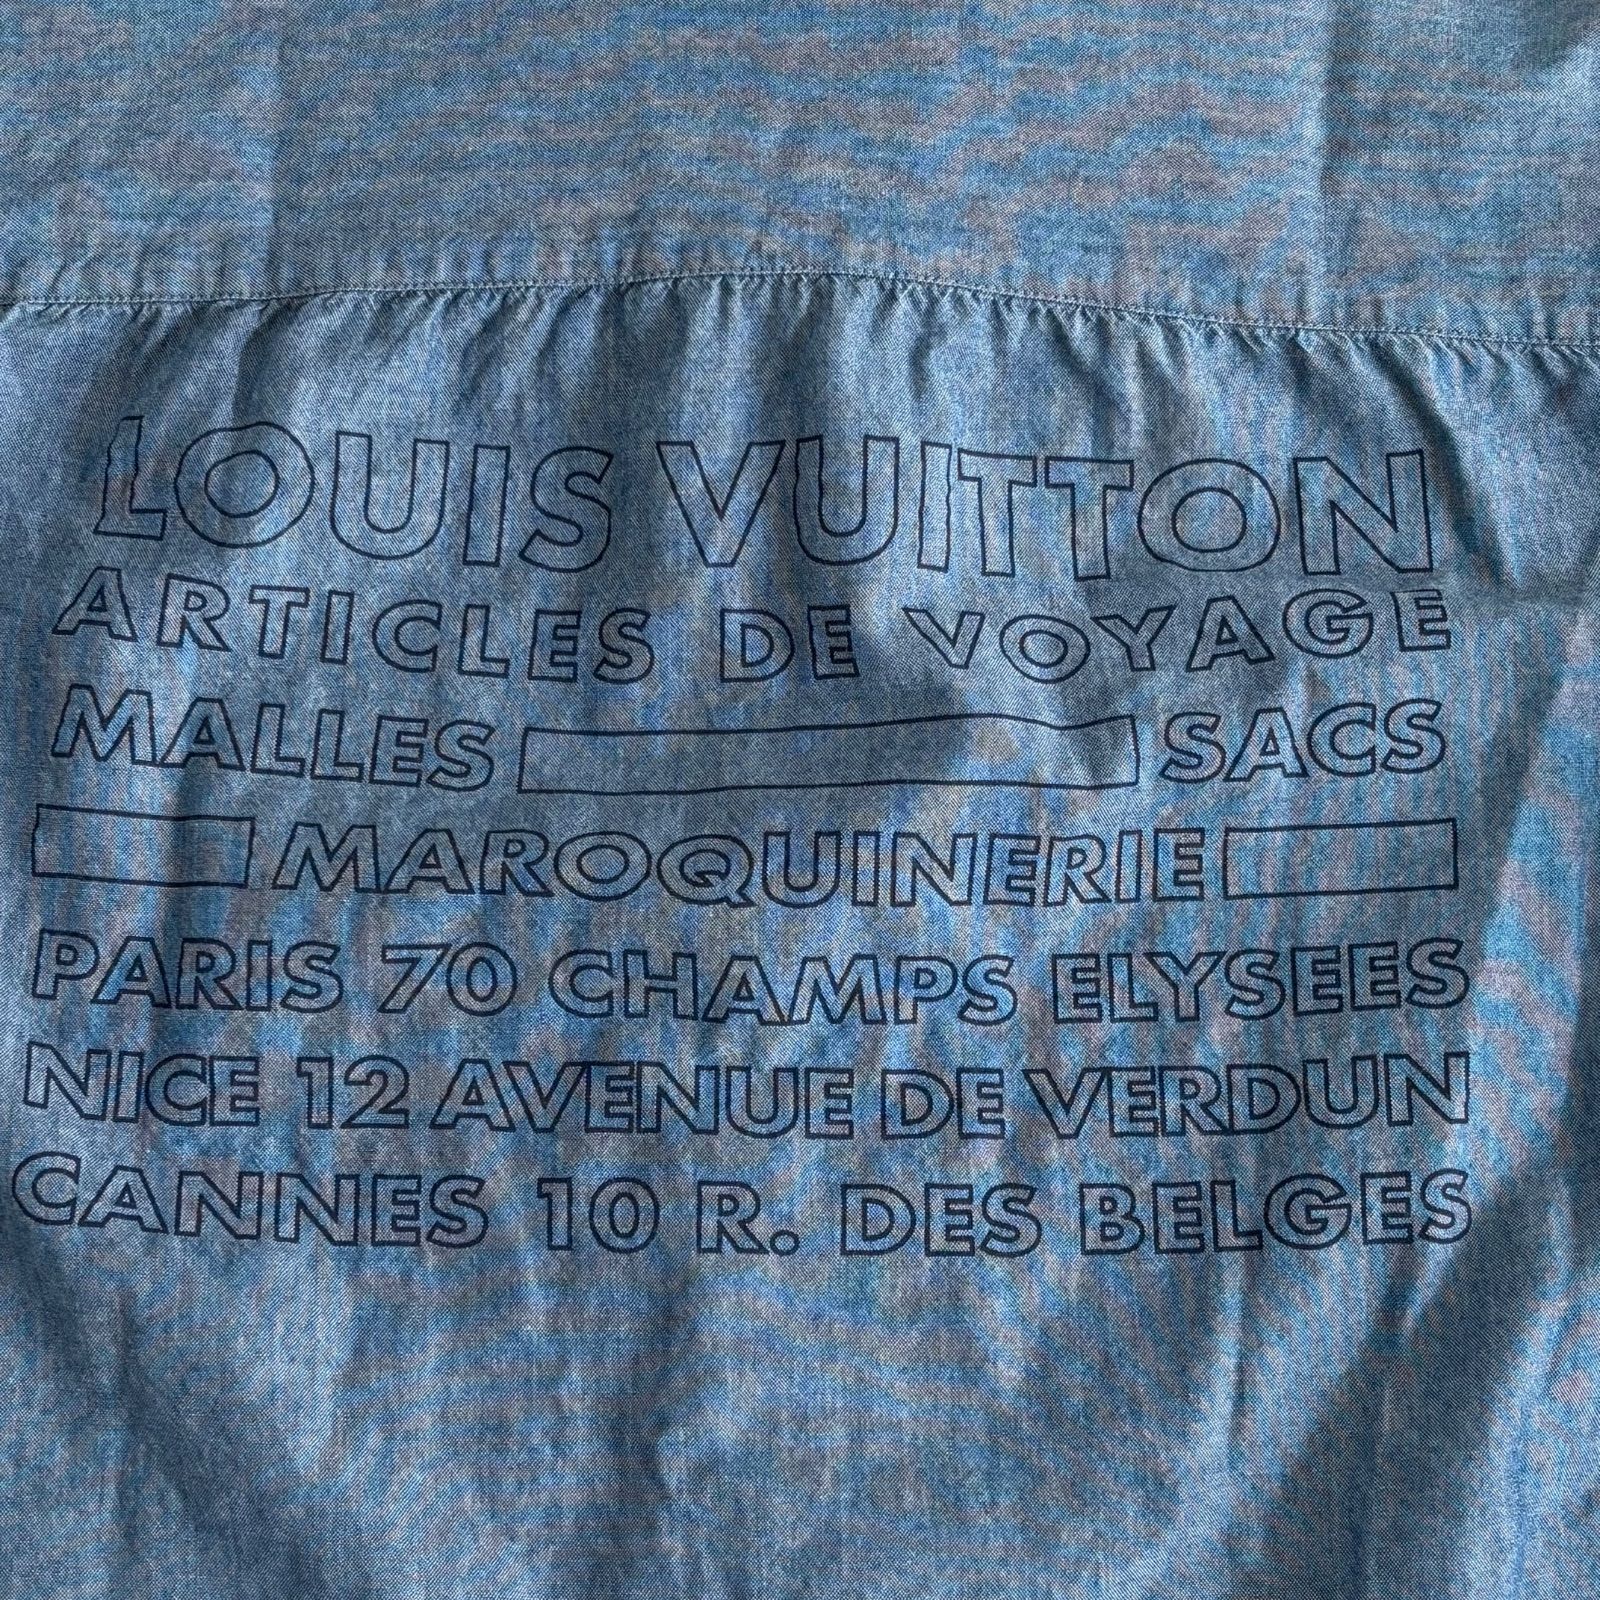 LOUIS VUITTON
ARTICLES DE VOYAGE
MALLES SACS
MAROQUINERIE
PARIS 70 CHAMPS ELYSEES
NICE 12 AVENUE DE VERDUN
CANNES 10 R. DES BELGES